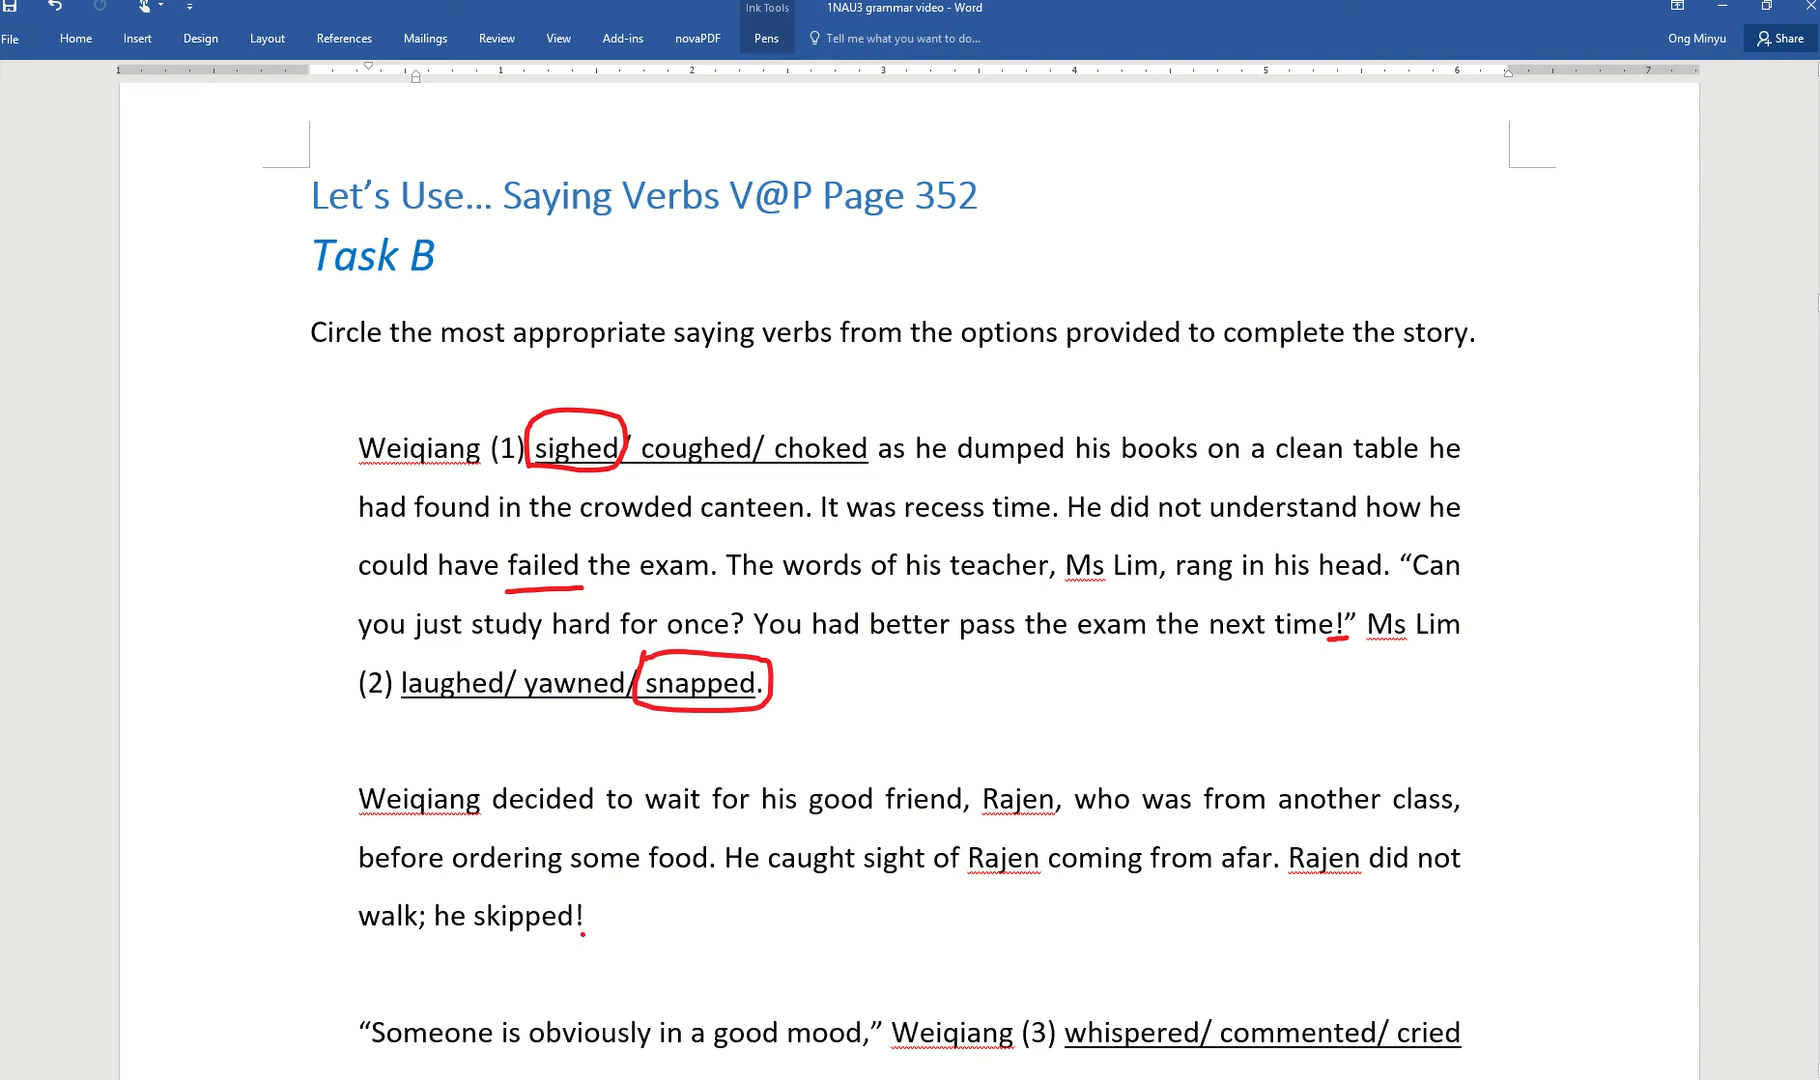 Ink Tools
1NAU3 grammar video - Word
File Home Insert Design Layout References Mailings Review View Add-ins novaPDF Pens Tell me what you want to do... Ong Minyu Share
1 1 2 3 4 5 6 7
Let’s Use... Saying Verbs V@P Page 352
Task B
Circle the most appropriate saying verbs from the options provided to complete the story.
Weiqiang (1) sighed/ coughed/ choked as he dumped his books on a clean table he
had found in the crowded canteen. It was recess time. He did not understand how he
could have failed the exam. The words of his teacher, Ms Lim, rang in his head. “Can
you just study hard for once? You had better pass the exam the next time!” Ms Lim
(2) laughed/ yawned/ snapped.
Weiqiang decided to wait for his good friend, Rajen, who was from another class,
before ordering some food. He caught sight of Rajen coming from afar. Rajen did not
walk; he skipped!
“Someone is obviously in a good mood,” Weiqiang (3) whispered/ commented/ cried